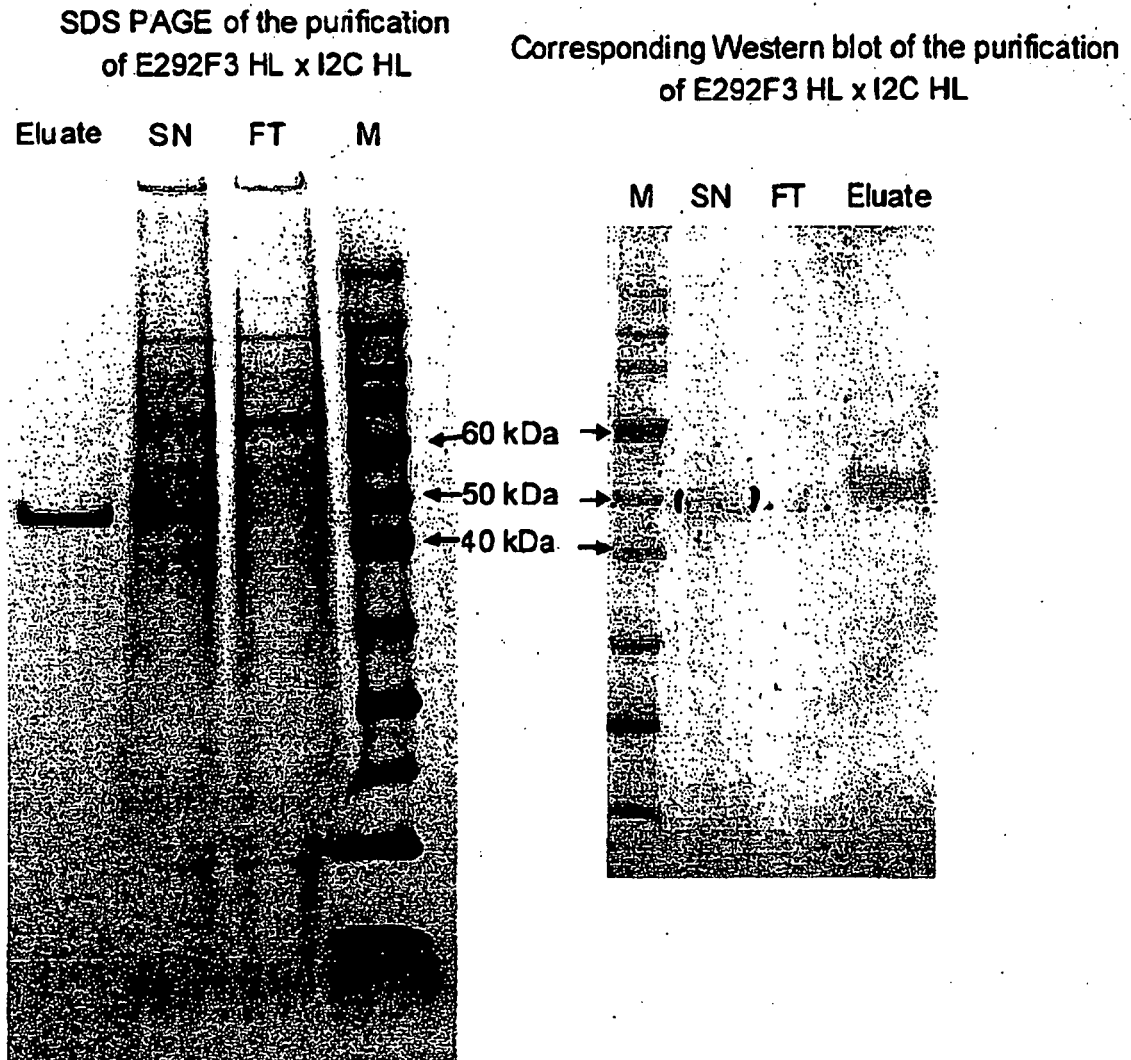 SDS PAGE of the purification
of E292F3 HL x I2C HL
Eluate SN FT M
Corresponding Western blot of the purification
of E292F3 HL x I2C HL
M SN FT Eluate
60 kDa
50 kDa
40 kDa